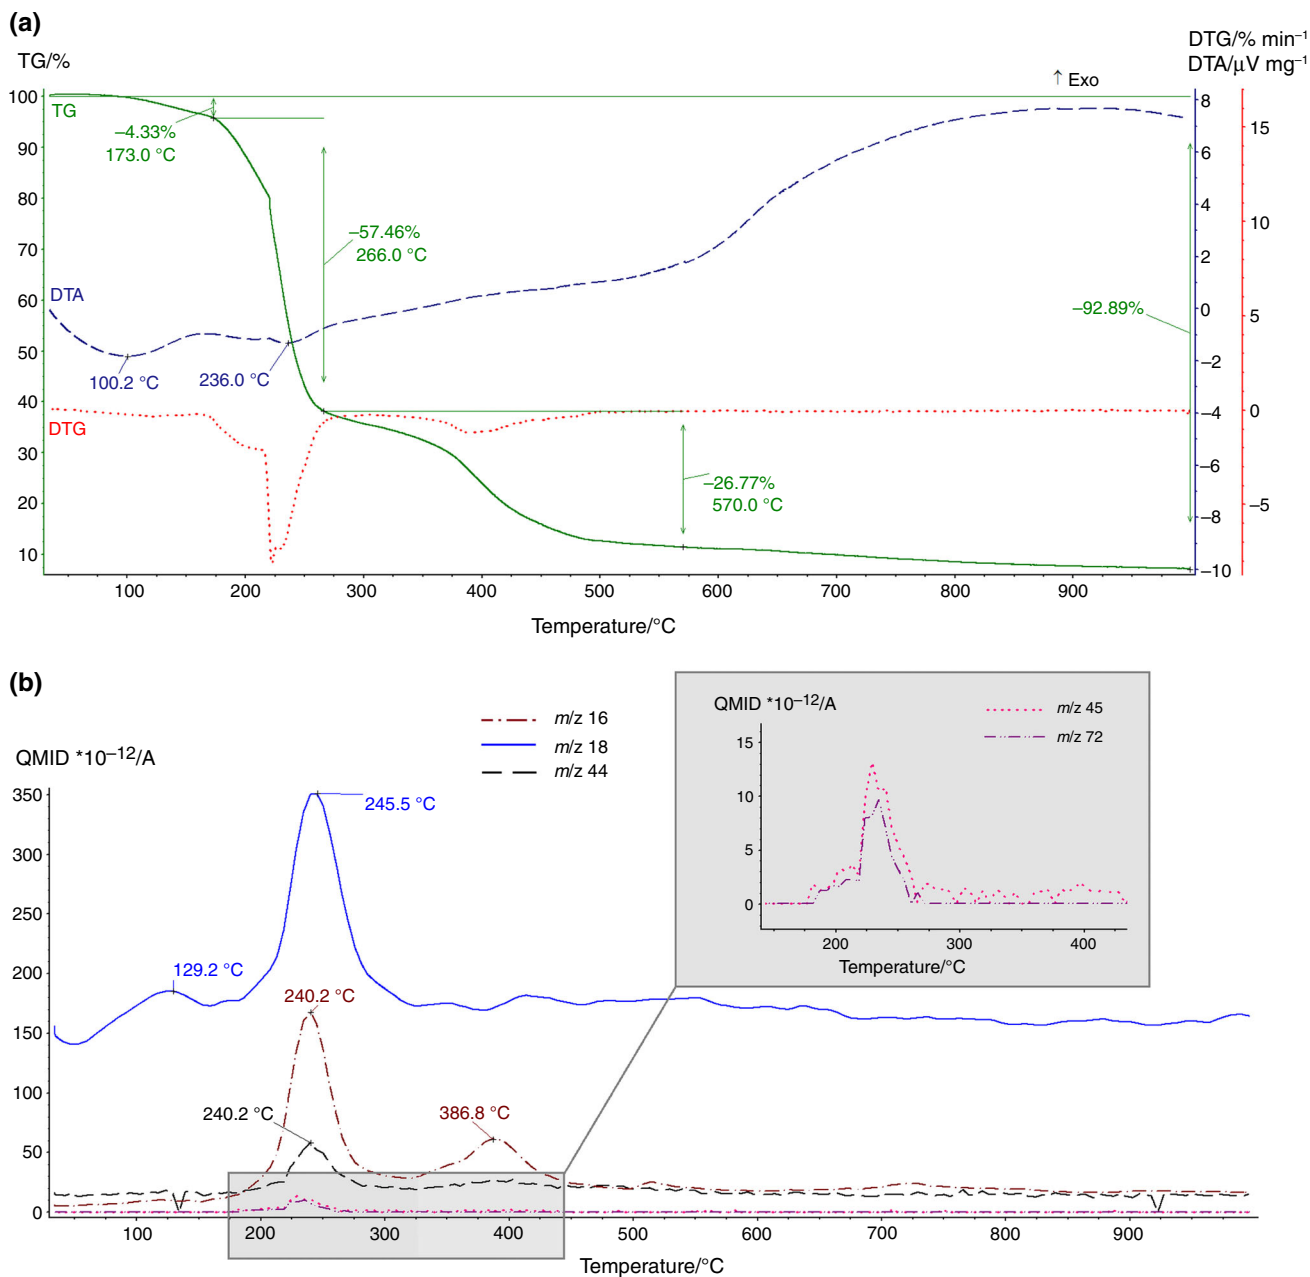 (a)
TG/%
DTG/% min⁻¹
DTA/μV mg⁻¹
↑ Exo
100
90
80
70
60
50
40
30
20
10
TG
–4.33%
173.0 °C
–57.46%
266.0 °C
DTA
100.2 °C
236.0 °C
DTG
–26.77%
570.0 °C
–92.89%
8
6
4
2
0
–2
–4
–6
–8
–10
15
10
5
0
–5
100 200 300 400 500 600 700 800 900
Temperature/°C
(b)
QMID *10⁻¹²/A
m/z 16
m/z 18
m/z 44
350
300
250
200
150
100
50
0
245.5 °C
129.2 °C
240.2 °C
240.2 °C
386.8 °C
QMID *10⁻¹²/A
m/z 45
m/z 72
15
10
5
0
200 300 400
Temperature/°C
100 200 300 400 500 600 700 800 900
Temperature/°C